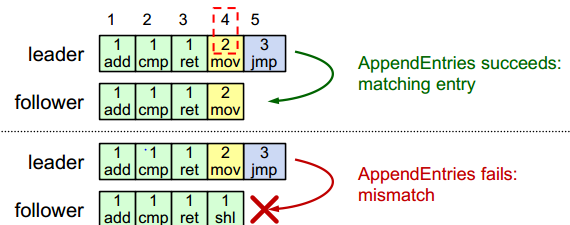 1 2 3 4 5
leader 1 1 1 2 3
add cmp ret mov jmp
AppendEntries succeeds:
matching entry
follower 1 1 1 2
add cmp ret mov
leader 1 1 1 2 3
add cmp ret mov jmp
AppendEntries fails:
mismatch
follower 1 1 1 1
add cmp ret shl